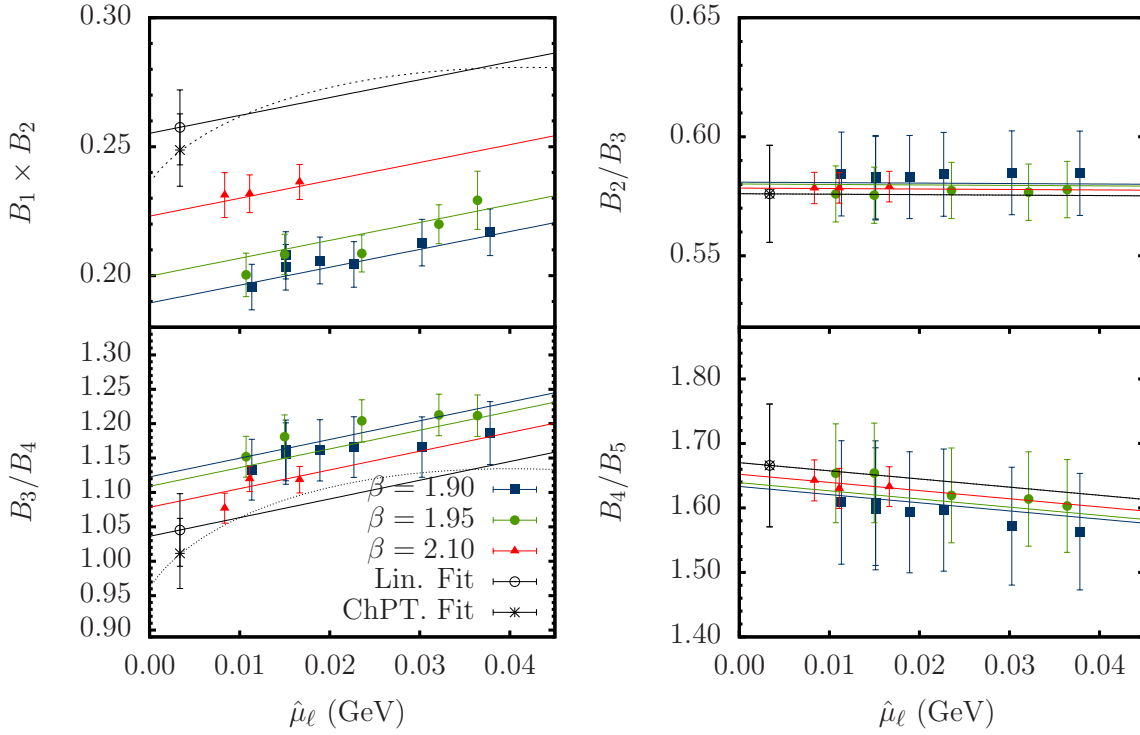 0.30
0.25
0.20
B₁ × B₂
0.65
0.60
0.55
B₂/B₃
1.30
1.25
1.20
1.15
1.10
1.05
1.00
0.95
0.90
B₃/B₄
β = 1.90
β = 1.95
β = 2.10
Lin. Fit
ChPT. Fit
0.00 0.01 0.02 0.03 0.04
μ̂ℓ (GeV)
1.80
1.70
1.60
1.50
1.40
B₄/B₅
0.00 0.01 0.02 0.03 0.04
μ̂ℓ (GeV)